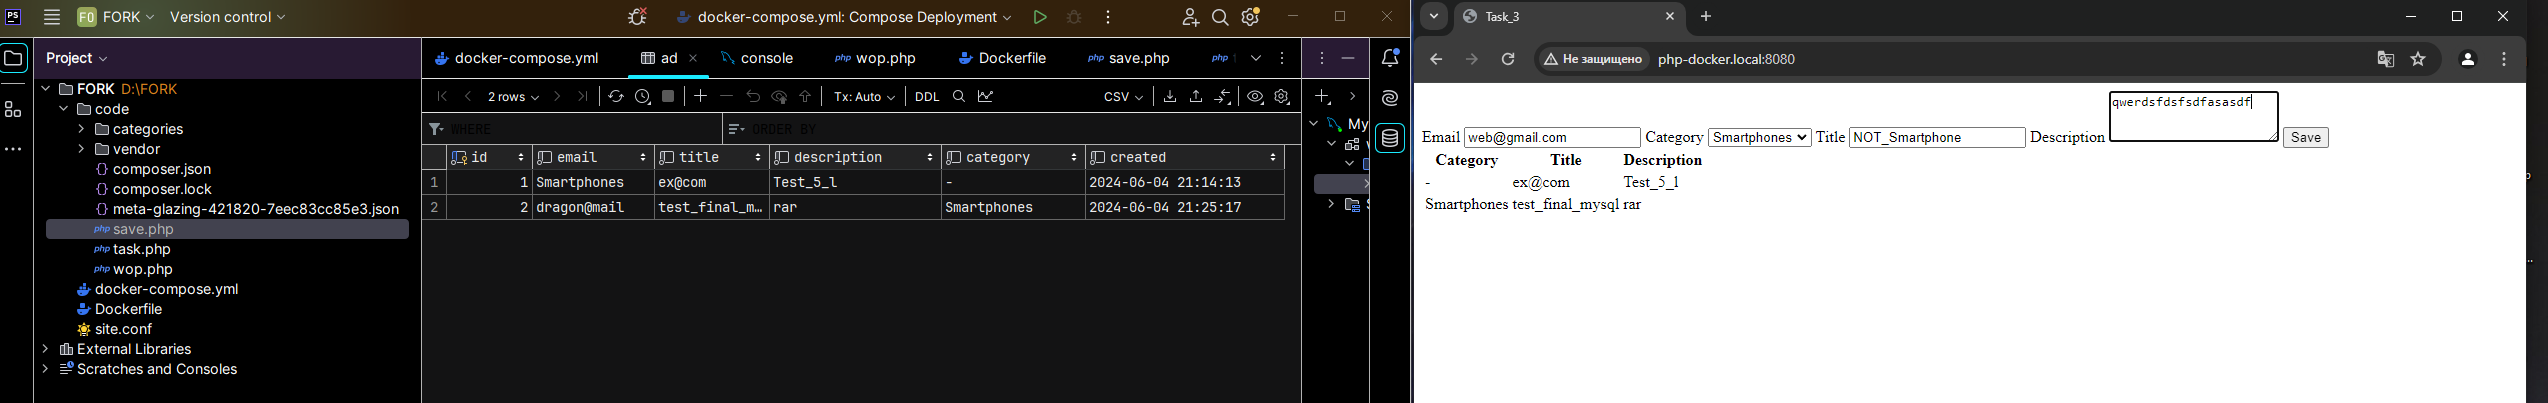 PS F0 FORK Version control docker-compose.yml: Compose Deployment
Project
FORK D:\FORK
code
categories
vendor
composer.json
composer.lock
meta-glazing-421820-7eec83cc85e3.json
php save.php
php task.php
php wop.php
docker-compose.yml
Dockerfile
site.conf
External Libraries
Scratches and Consoles
docker-compose.yml ad console php wop.php Dockerfile php save.php php
2 rows Tx: Auto DDL CSV
WHERE ORDER BY
id email title description category created
1 1 Smartphones ex@com Test_5_l - 2024-06-04 21:14:13
2 2 dragon@mail test_final_m… rar Smartphones 2024-06-04 21:25:17
My
Task_3
Не защищено php-docker.local:8080
qwerdsfdsfsdfasasdf
Email web@gmail.com Category Smartphones Title NOT_Smartphone Description Save
Category Title Description
- ex@com Test_5_l
Smartphones test_final_mysql rar